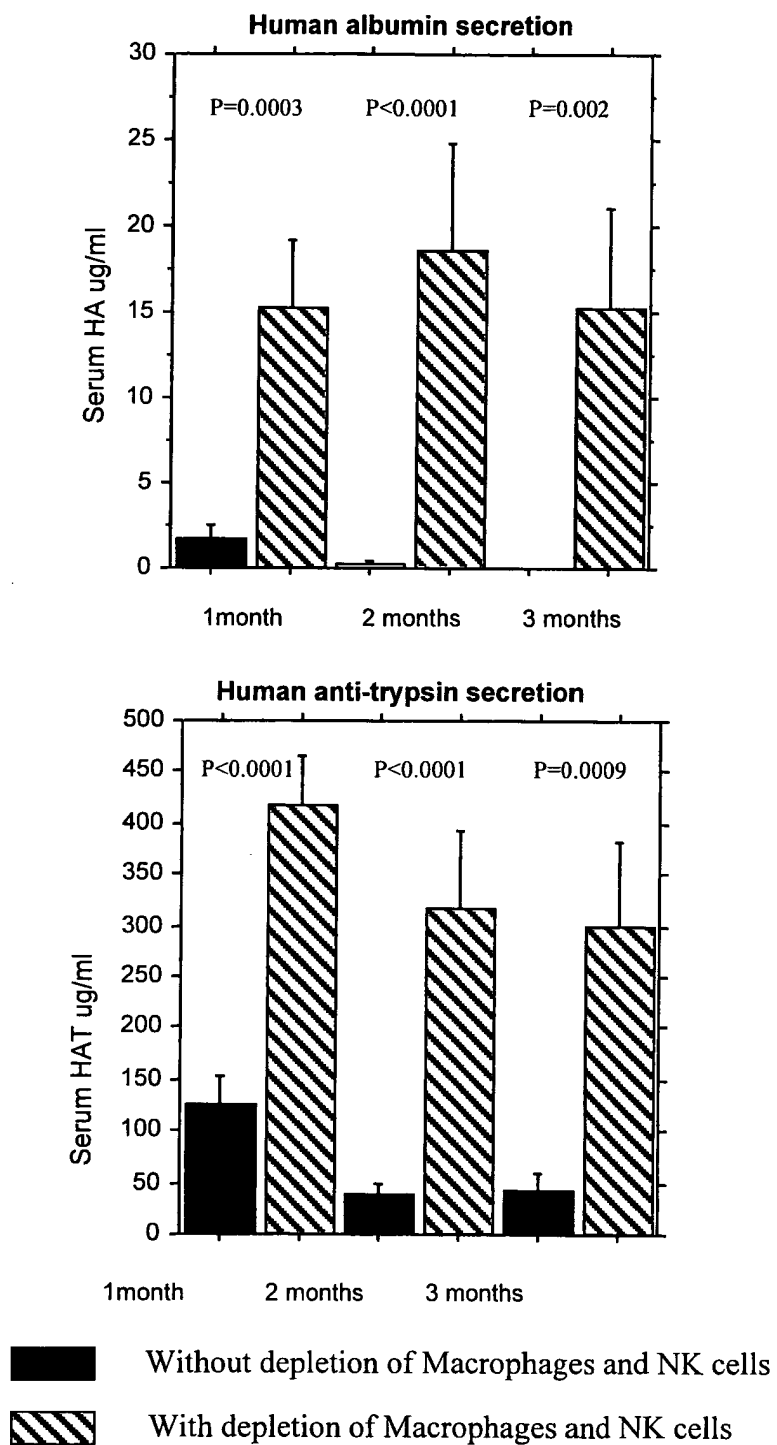 Human albumin secretion
30
P=0.0003 P<0.0001 P=0.002
25
20
Serum HA ug/ml
15
10
5
0
1month 2 months 3 months
Human anti-trypsin secretion
500
450
P<0.0001 P<0.0001 P=0.0009
400
350
300
Serum HAT ug/ml
250
200
150
100
50
0
1month 2 months 3 months
Without depletion of Macrophages and NK cells
With depletion of Macrophages and NK cells